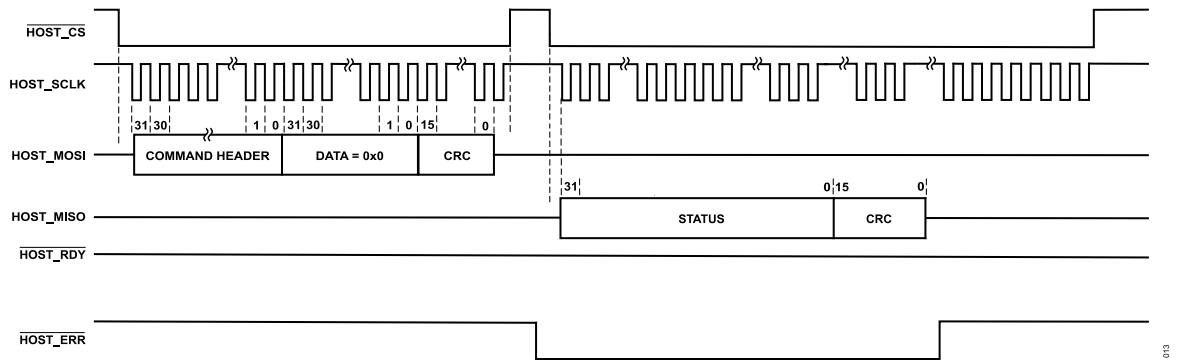 HOST_CS
HOST_SCLK
31 30 1 0 31 30 1 0 15 0
HOST_MOSI COMMAND HEADER DATA = 0x0 CRC
31 0 15 0
HOST_MISO STATUS CRC
HOST_RDY
HOST_ERR
013